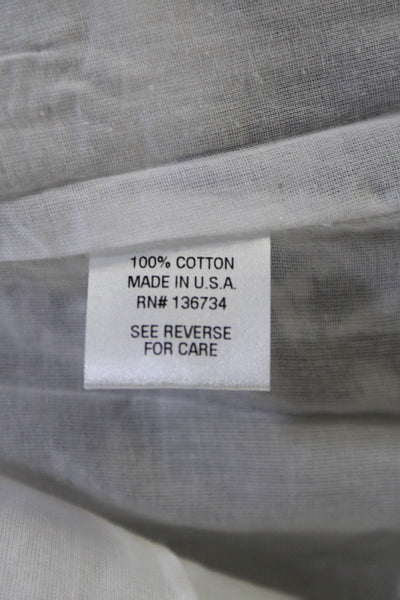 100% COTTON
MADE IN U.S.A.
RN# 136734
SEE REVERSE
FOR CARE